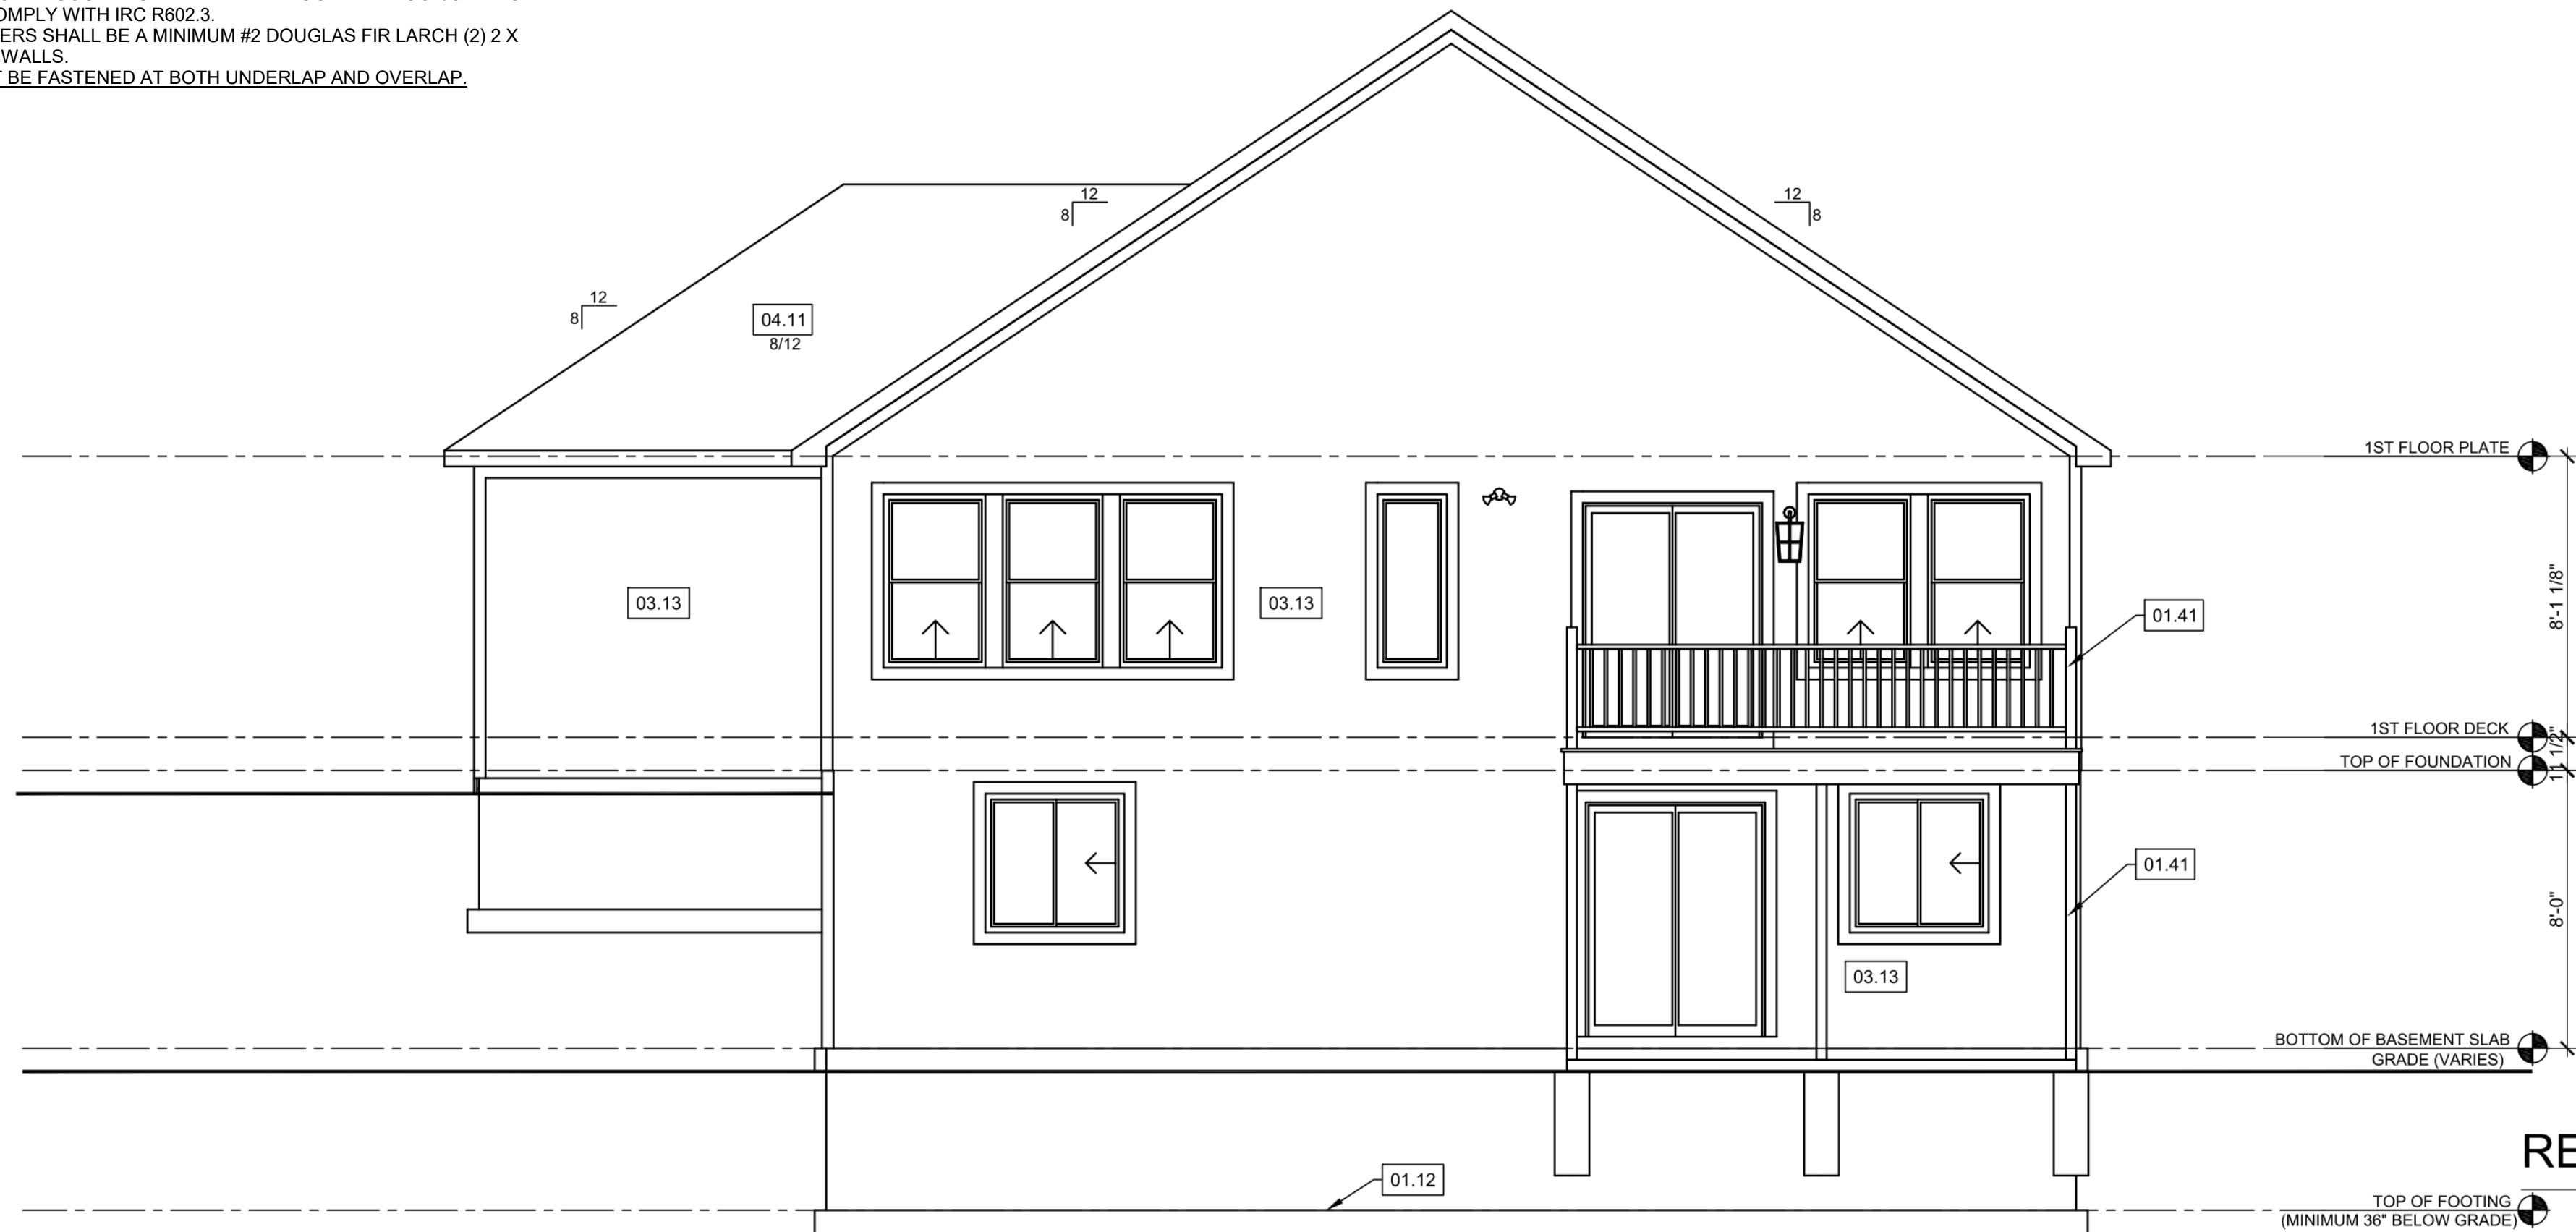 OMPLY WITH IRC R602.3.
ERS SHALL BE A MINIMUM #2 DOUGLAS FIR LARCH (2) 2 X
WALLS.
BE FASTENED AT BOTH UNDERLAP AND OVERLAP.
12
8
12
8
12
8
04.11
8/12
1ST FLOOR PLATE
03.13
03.13
01.41
8'-1 1/8"
1ST FLOOR DECK
11 1/2"
TOP OF FOUNDATION
01.41
8'-0"
03.13
BOTTOM OF BASEMENT SLAB
GRADE (VARIES)
RE
01.12
TOP OF FOOTING
(MINIMUM 36" BELOW GRADE)